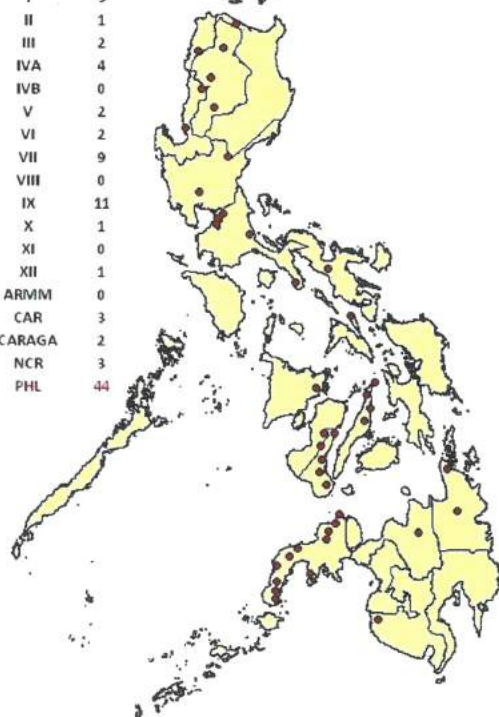 II 1
III 2
IVA 4
IVB 0
V 2
VI 2
VII 9
VIII 0
IX 11
X 1
XI 0
XII 1
ARMM 0
CAR 3
CARAGA 2
NCR 3
PHL 44